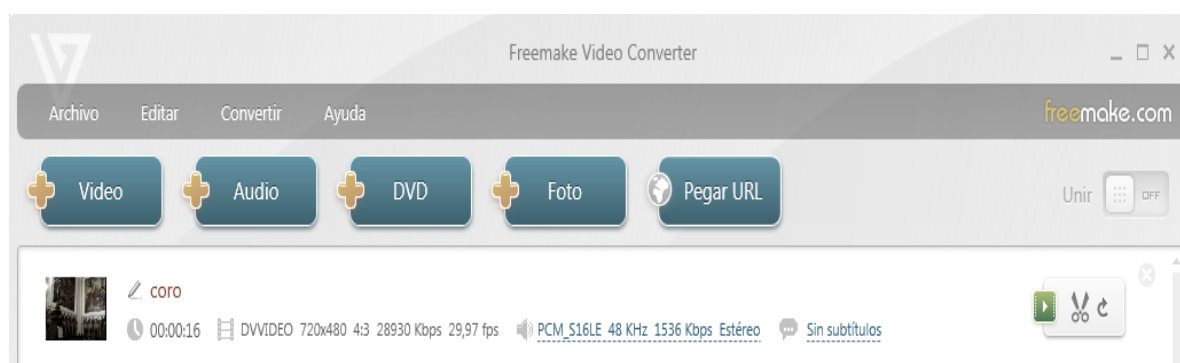 Freemake Video Converter
Archivo Editar Convertir Ayuda freemake.com
Video Audio DVD Foto Pegar URL Unir OFF
coro
00:00:16 DVVIDEO 720x480 4:3 28930 Kbps 29,97 fps PCM_S16LE 48 KHz 1536 Kbps Estéreo Sin subtítulos